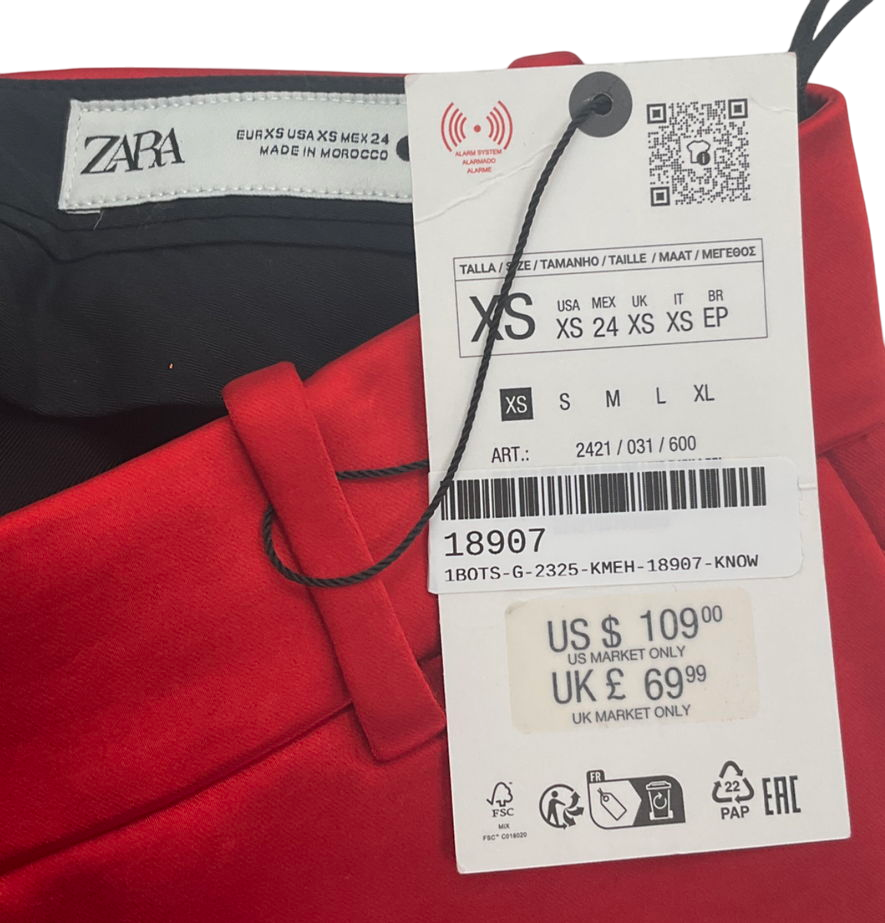 ZARA
EUR XS USA XS MEX 24
MADE IN MOROCCO
ALARM SYSTEM
ALARMADO
ALARME
TALLA / SIZE / TAMANHO / TAILLE / MAAT / ΜΕΓΕΘΟΣ
XS
USA MEX UK IT BR
XS 24 XS XS EP
XS S M L XL
ART.: 2421 / 031 / 600
18907
1BOTS-G-2325-KMEH-18907-KNOW
US $ 10900
US MARKET ONLY
UK £ 6999
UK MARKET ONLY
FR
FSC
MIX
FSC® C019020
22
PAP
EAC